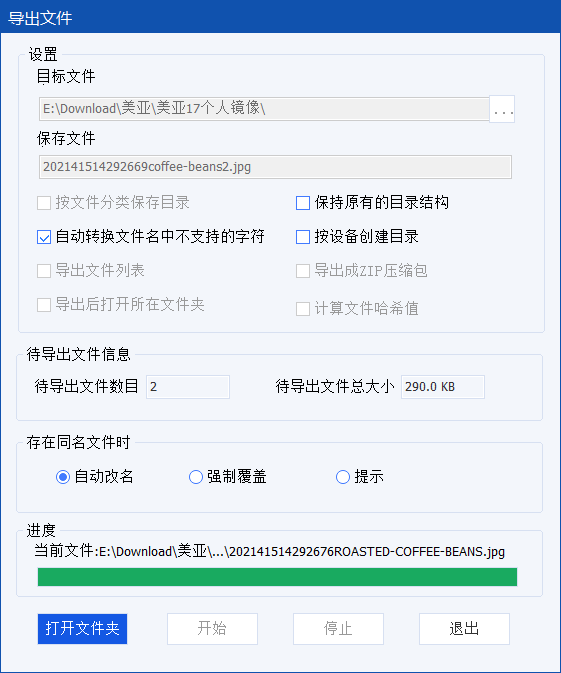 导出文件
设置
目标文件
E:\Download\美亚\美亚17个人镜像\
...
保存文件
202141514292669coffee-beans2.jpg
按文件分类保存目录
保持原有的目录结构
自动转换文件名中不支持的字符
按设备创建目录
导出文件列表
导出成ZIP压缩包
导出后打开所在文件夹
计算文件哈希值
待导出文件信息
待导出文件数目 2
待导出文件总大小 290.0 KB
存在同名文件时
自动改名
强制覆盖
提示
进度
当前文件:E:\Download\美亚\...\202141514292676ROASTED-COFFEE-BEANS.jpg
打开文件夹
开始
停止
退出